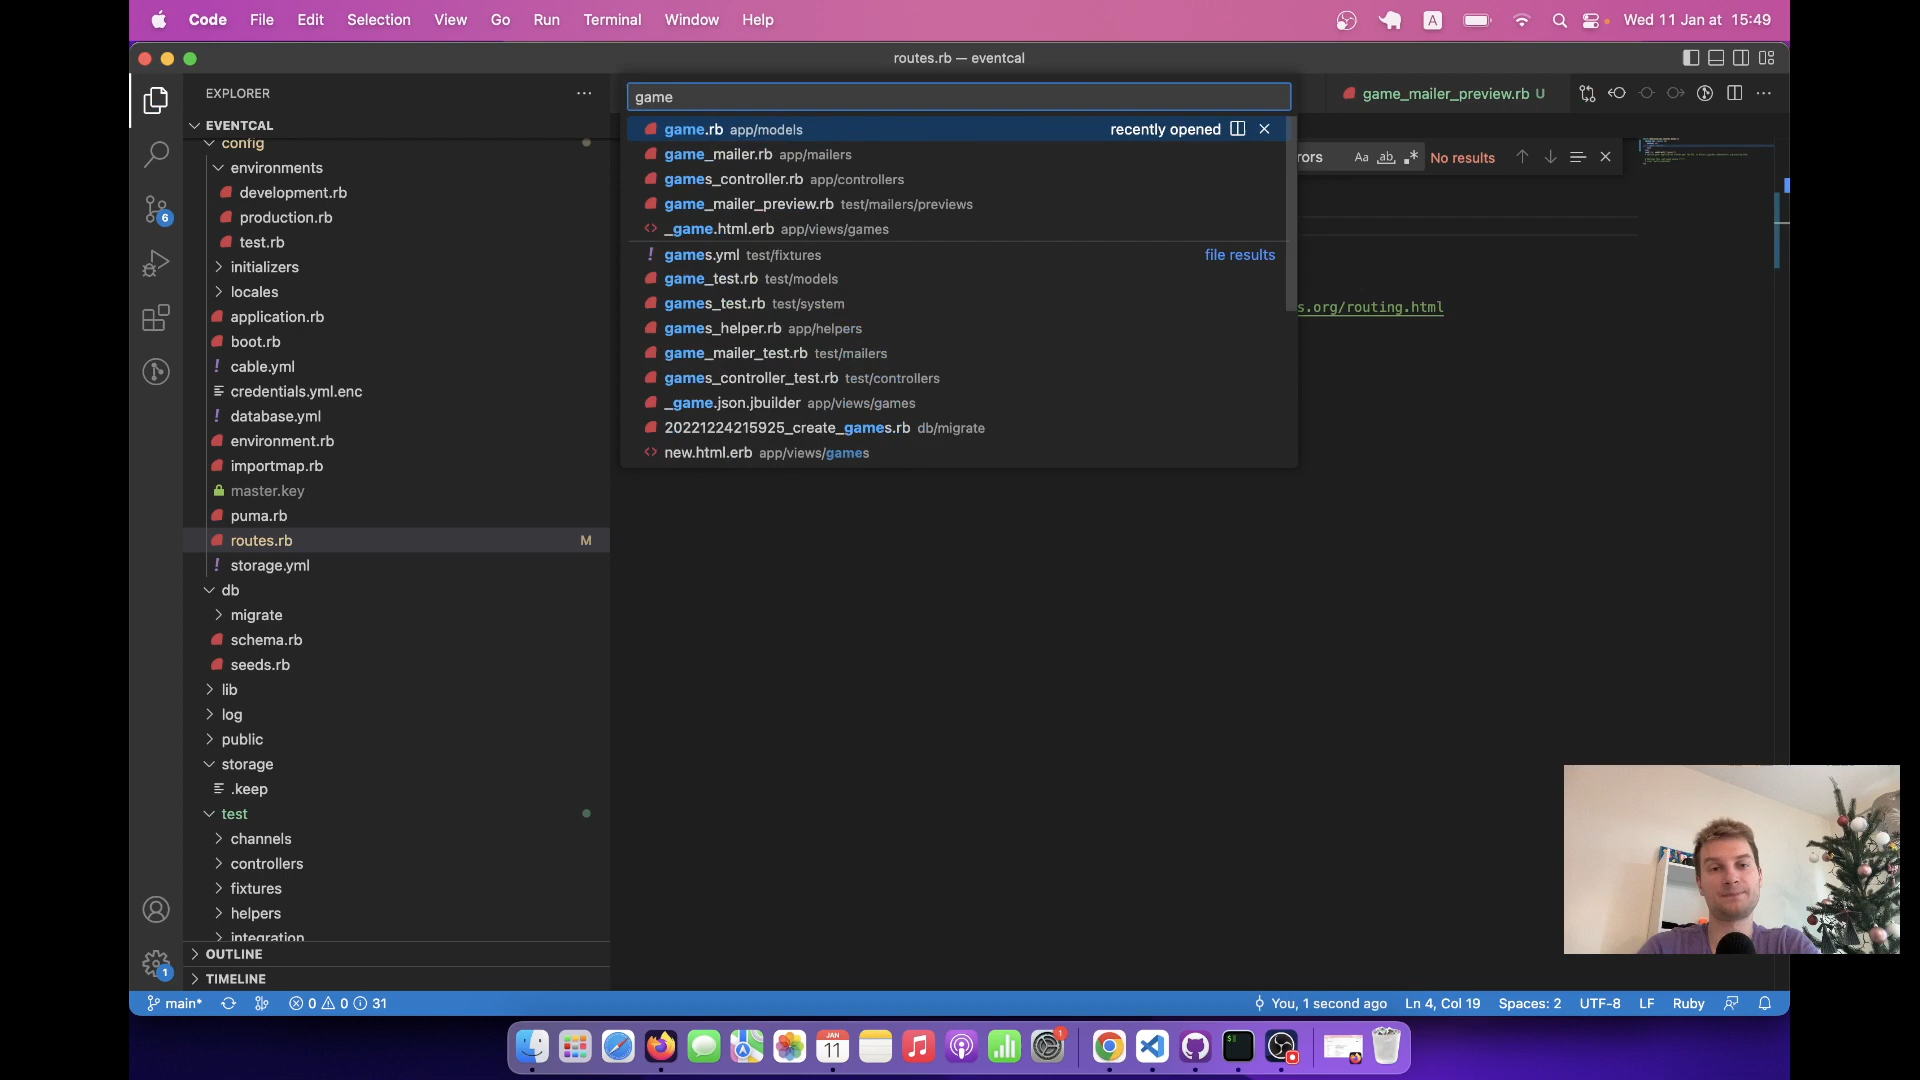 Code File Edit Selection View Go Run Terminal Window Help
A
Wed 11 Jan at 15:49
routes.rb — eventcal
EXPLORER
EVENTCAL
config
environments
development.rb
production.rb
test.rb
initializers
locales
application.rb
boot.rb
! cable.yml
credentials.yml.enc
! database.yml
environment.rb
importmap.rb
master.key
puma.rb
routes.rb M
! storage.yml
db
migrate
schema.rb
seeds.rb
lib
log
public
storage
.keep
test
channels
controllers
fixtures
helpers
integration
OUTLINE
TIMELINE
6
1
game
game.rb app/models recently opened
game_mailer.rb app/mailers
games_controller.rb app/controllers
game_mailer_preview.rb test/mailers/previews
<> _game.html.erb app/views/games
! games.yml test/fixtures file results
game_test.rb test/models
games_test.rb test/system
games_helper.rb app/helpers
game_mailer_test.rb test/mailers
games_controller_test.rb test/controllers
_game.json.jbuilder app/views/games
20221224215925_create_games.rb db/migrate
<> new.html.erb app/views/games
game_mailer_preview.rb U
rors Aa ab .* No results
s.org/routing.html
main* 0 0 31
You, 1 second ago Ln 4, Col 19 Spaces: 2 UTF-8 LF Ruby
JAN
11
1
$